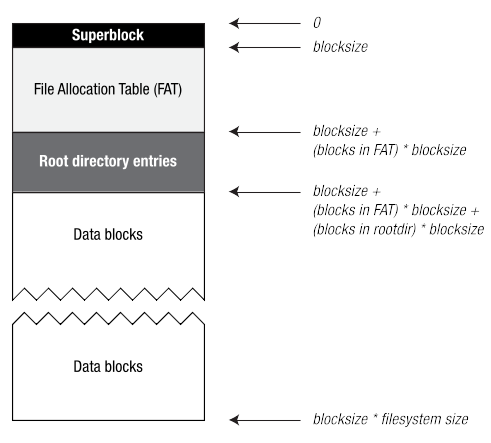 Superblock
0
blocksize
File Allocation Table (FAT)
blocksize +
(blocks in FAT) * blocksize
Root directory entries
blocksize +
(blocks in FAT) * blocksize +
(blocks in rootdir) * blocksize
Data blocks
Data blocks
blocksize * filesystem size